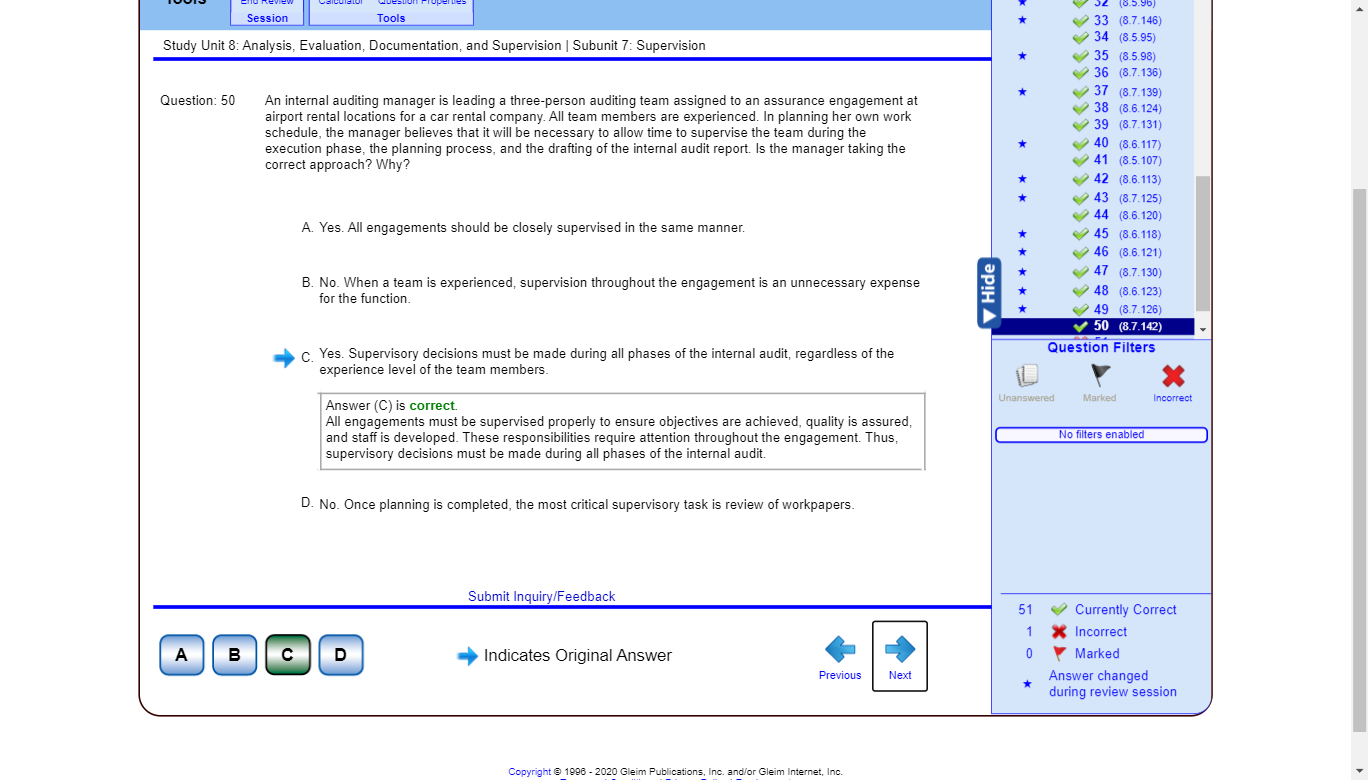 TOOLS
End Review
Session
Calculator
Question Properties
Tools
Study Unit 8: Analysis, Evaluation, Documentation, and Supervision | Subunit 7: Supervision
Question: 50
An internal auditing manager is leading a three-person auditing team assigned to an assurance engagement at
airport rental locations for a car rental company. All team members are experienced. In planning her own work
schedule, the manager believes that it will be necessary to allow time to supervise the team during the
execution phase, the planning process, and the drafting of the internal audit report. Is the manager taking the
correct approach? Why?
A. Yes. All engagements should be closely supervised in the same manner.
B. No. When a team is experienced, supervision throughout the engagement is an unnecessary expense
for the function.
C. Yes. Supervisory decisions must be made during all phases of the internal audit, regardless of the
experience level of the team members.
Answer (C) is correct.
All engagements must be supervised properly to ensure objectives are achieved, quality is assured,
and staff is developed. These responsibilities require attention throughout the engagement. Thus,
supervisory decisions must be made during all phases of the internal audit.
D. No. Once planning is completed, the most critical supervisory task is review of workpapers.
Submit Inquiry/Feedback
A B C D
Indicates Original Answer
Previous
Next
32 (8.5.96)
33 (8.7.146)
34 (8.5.95)
35 (8.5.98)
36 (8.7.136)
37 (8.7.139)
38 (8.6.124)
39 (8.7.131)
40 (8.6.117)
41 (8.5.107)
42 (8.6.113)
43 (8.7.125)
44 (8.6.120)
45 (8.6.118)
46 (8.6.121)
47 (8.7.130)
48 (8.6.123)
49 (8.7.126)
50 (8.7.142)
Hide
Question Filters
Unanswered
Marked
Incorrect
No filters enabled
51 Currently Correct
1 Incorrect
0 Marked
Answer changed
during review session
Copyright © 1996 - 2020 Gleim Publications, Inc. and/or Gleim Internet, Inc.